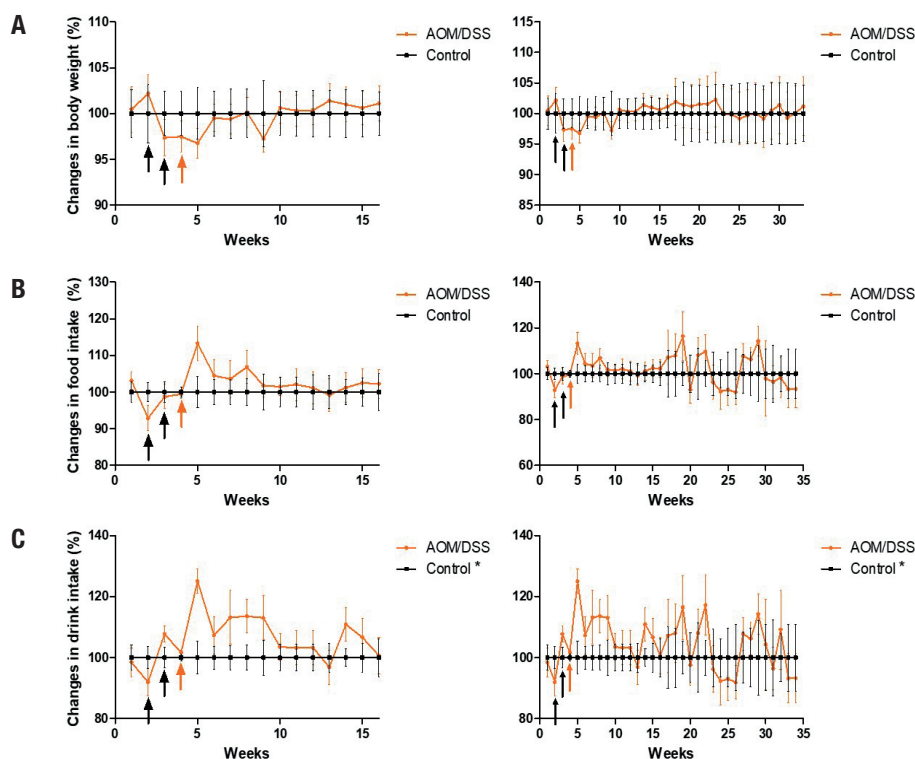 A
Changes in body weight (%)
110
105
100
95
90
0
5
10
15
Weeks
AOM/DSS
Control
115
110
105
100
95
90
85
0
5
10
15
20
25
30
Weeks
AOM/DSS
Control
B
Changes in food intake (%)
130
120
110
100
90
80
0
5
10
15
Weeks
AOM/DSS
Control
140
120
100
80
60
0
5
10
15
20
25
30
35
Weeks
AOM/DSS
Control
C
Changes in drink intake (%)
140
120
100
80
0
5
10
15
Weeks
AOM/DSS
Control *
140
120
100
80
0
5
10
15
20
25
30
35
Weeks
AOM/DSS
Control *